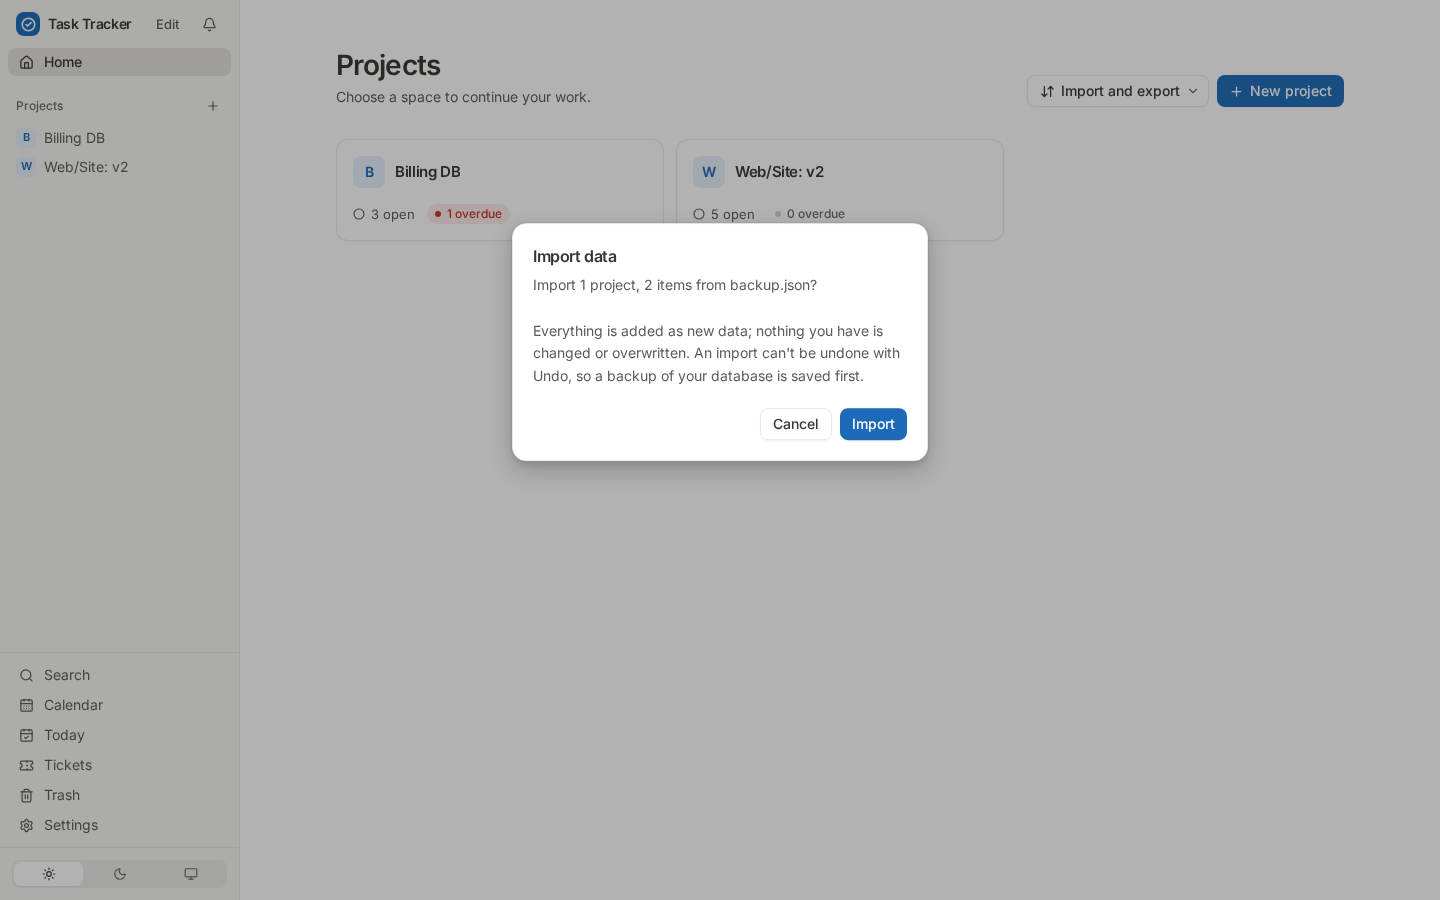 Task Tracker
Edit
Home
Projects
B Billing DB
W Web/Site: v2
Search
Calendar
Today
Tickets
Trash
Settings
Projects
Choose a space to continue your work.
Import and export
New project
B Billing DB
3 open
1 overdue
W Web/Site: v2
5 open
0 overdue
Import data
Import 1 project, 2 items from backup.json?
Everything is added as new data; nothing you have is
changed or overwritten. An import can't be undone with
Undo, so a backup of your database is saved first.
Cancel
Import